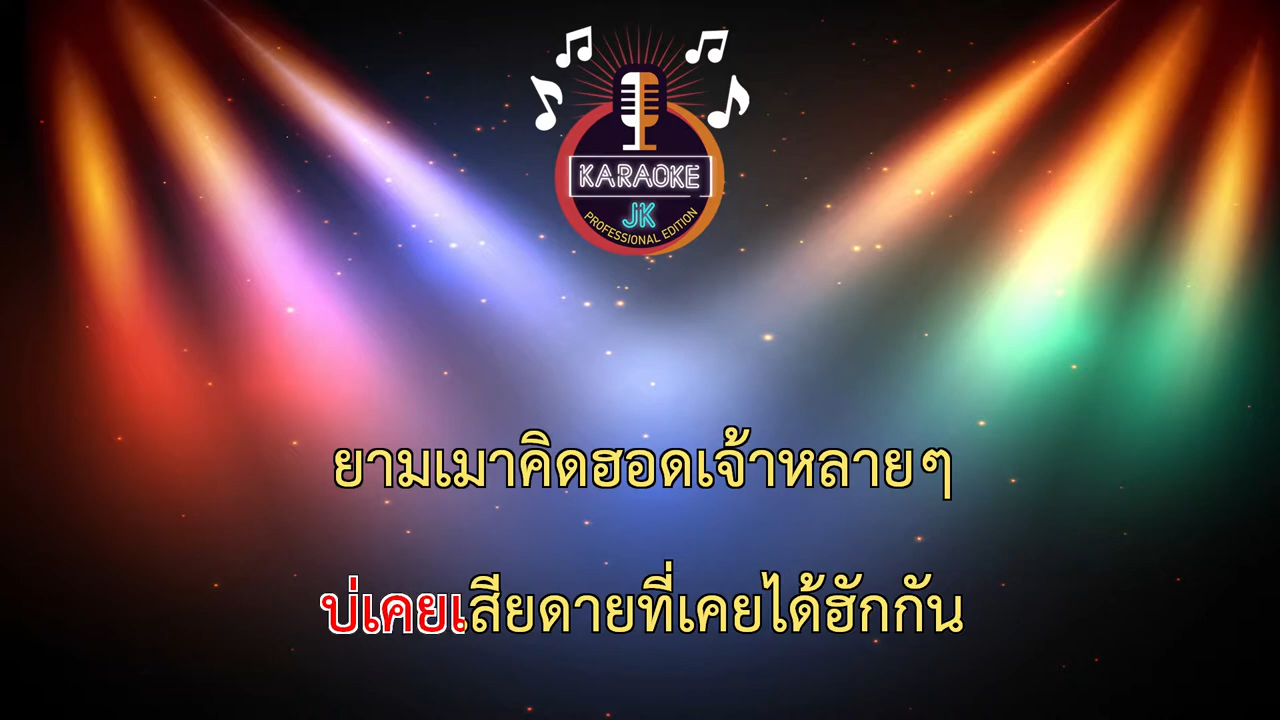 KARAOKE
JK
PROFESSIONAL EDITION
ยามเมาคิดฮอดเจ้าหลายๆ
บ่เคยเสียดายที่เคยได้ฮักกัน